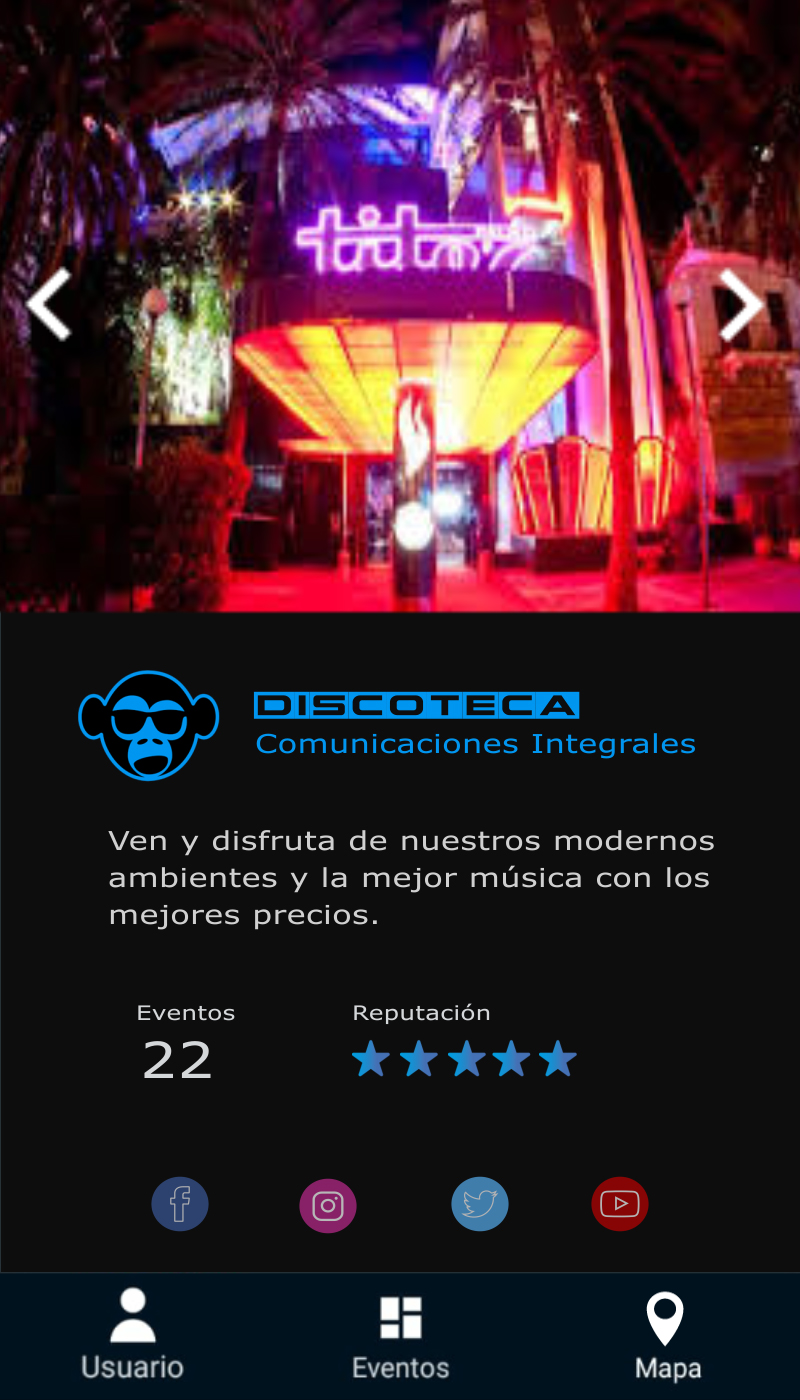 DISCOTECA
Comunicaciones Integrales
Ven y disfruta de nuestros modernos
ambientes y la mejor música con los
mejores precios.
Eventos Reputación
22
Usuario Eventos Mapa